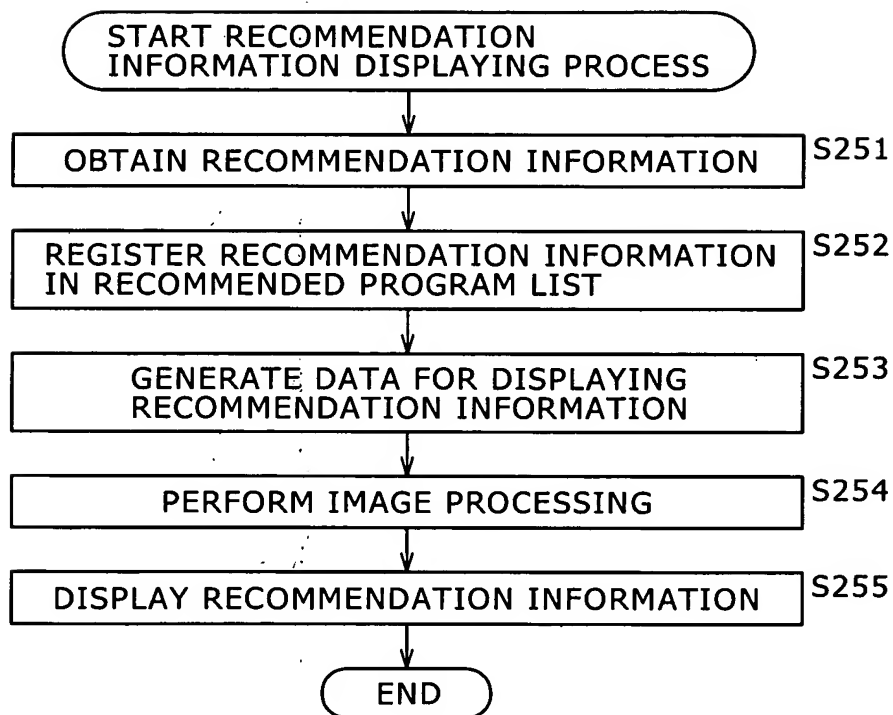 START RECOMMENDATION
INFORMATION DISPLAYING PROCESS
OBTAIN RECOMMENDATION INFORMATION
S251
REGISTER RECOMMENDATION INFORMATION
IN RECOMMENDED PROGRAM LIST
S252
GENERATE DATA FOR DISPLAYING
RECOMMENDATION INFORMATION
S253
PERFORM IMAGE PROCESSING
S254
DISPLAY RECOMMENDATION INFORMATION
S255
END